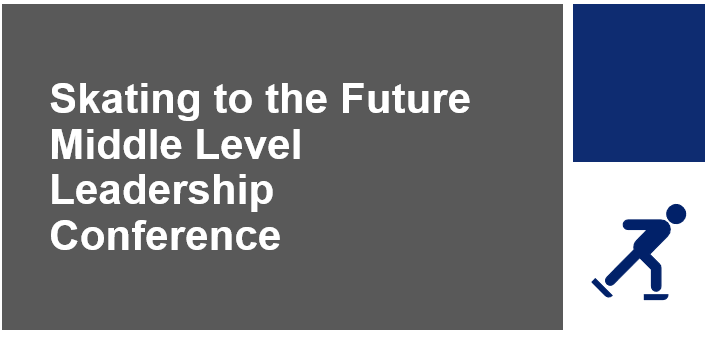 Skating to the Future
Middle Level
Leadership
Conference